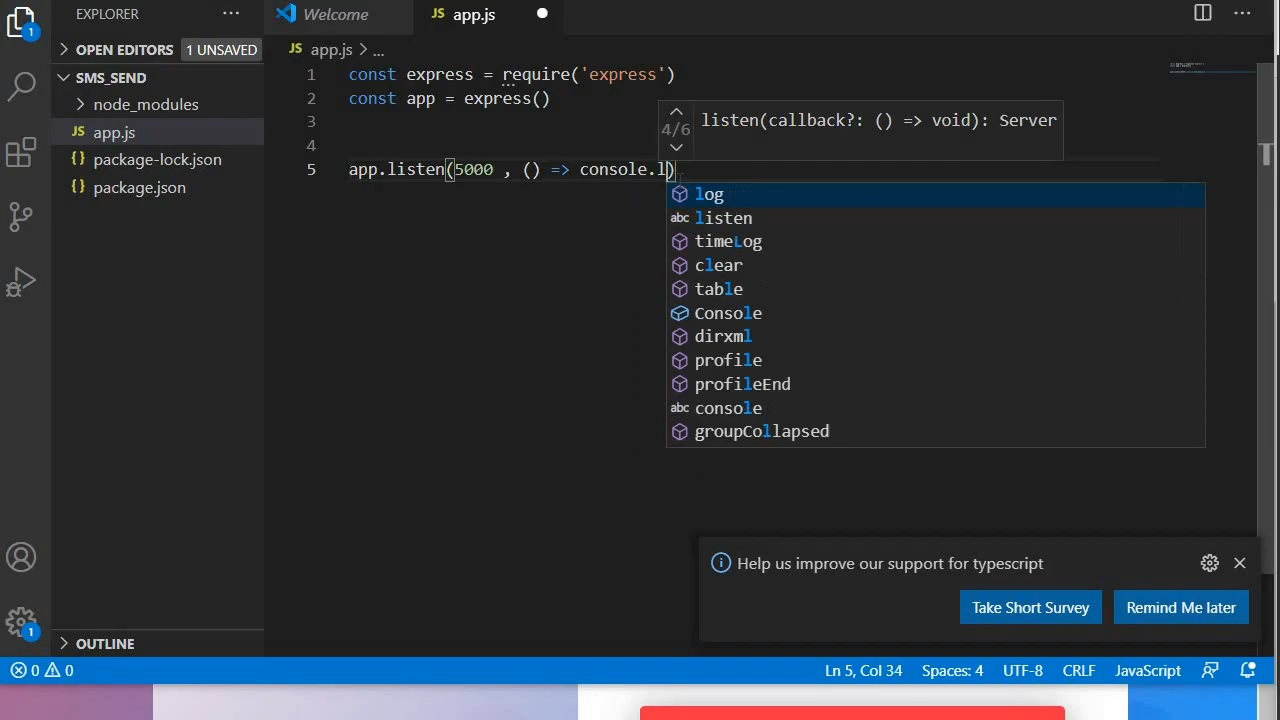 EXPLORER
OPEN EDITORS 1 UNSAVED
SMS_SEND
node_modules
JS app.js
{} package-lock.json
{} package.json
OUTLINE
1
1
Welcome
JS app.js
JS app.js > ...
1 const express = require('express')
2 const app = express()
3
4
5 app.listen(5000 , () => console.l)
4/6
listen(callback?: () => void): Server
log
abc listen
timeLog
clear
table
Console
dirxml
profile
profileEnd
abc console
groupCollapsed
Help us improve our support for typescript
Take Short Survey
Remind Me later
0 0
Ln 5, Col 34
Spaces: 4
UTF-8
CRLF
JavaScript